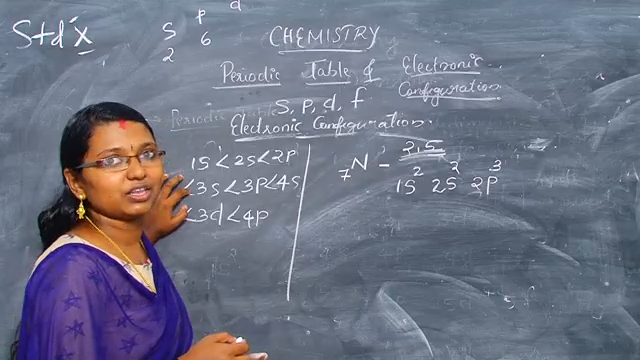 Std X
S P d
2 6
CHEMISTRY
Periodic Table & Electronic
Configuration
S, P, d, f
Electronic Configuration.
1S < 2S < 2P
< 3S < 3P < 4S
< 3d < 4P
₇N - 2,5
1S² 2S² 2P³